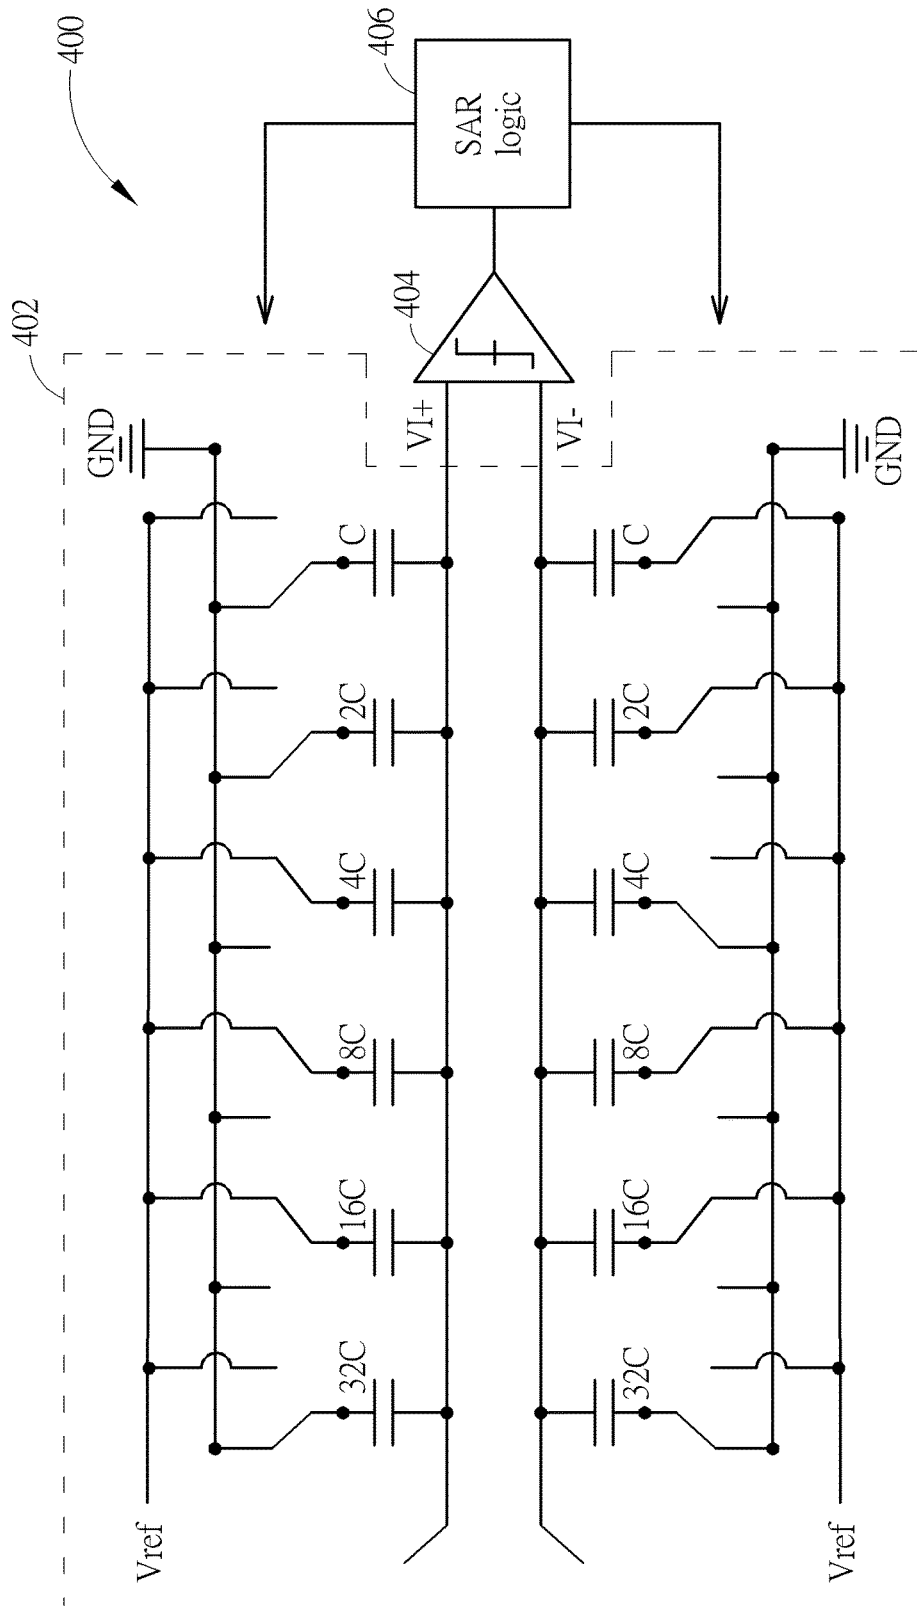 400
402
404
406
SAR
logic
GND
VI+
VI-
GND
C
2C
4C
8C
16C
32C
C
2C
4C
8C
16C
32C
Vref
Vref